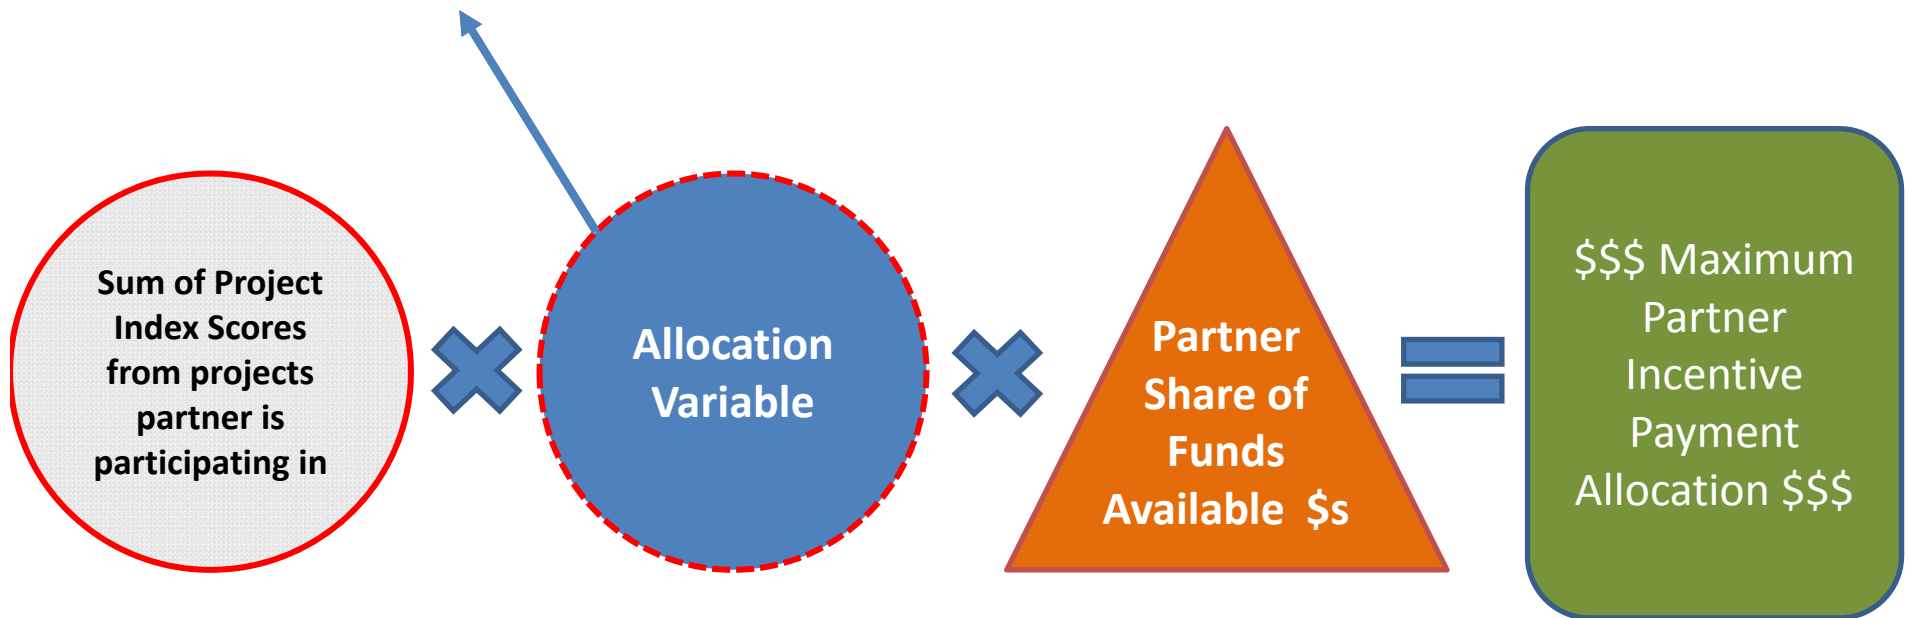 Sum of Project
Index Scores
from projects
partner is
participating in
Allocation
Variable
Partner
Share of
Funds
Available $s
$$$ Maximum
Partner
Incentive
Payment
Allocation $$$